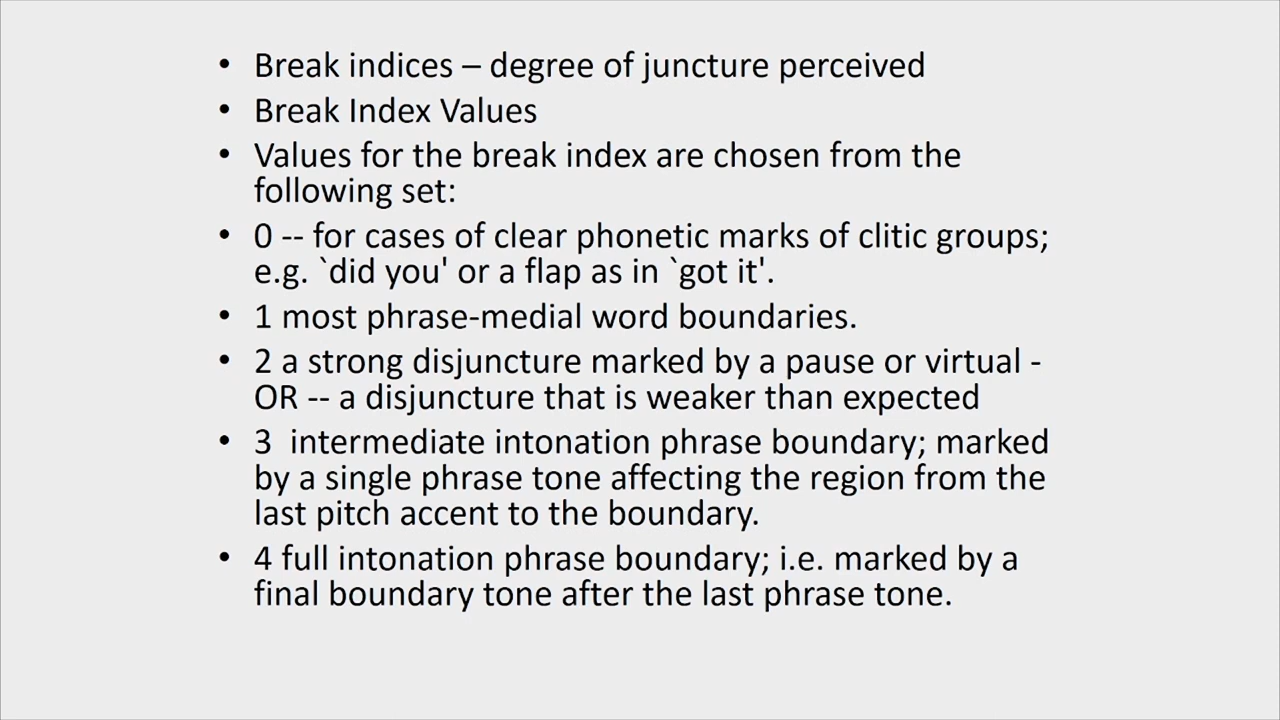 • Break indices – degree of juncture perceived
• Break Index Values
• Values for the break index are chosen from the
following set:
• 0 -- for cases of clear phonetic marks of clitic groups;
e.g. `did you' or a flap as in `got it'.
• 1 most phrase-medial word boundaries.
• 2 a strong disjuncture marked by a pause or virtual -
OR -- a disjuncture that is weaker than expected
• 3  intermediate intonation phrase boundary; marked
by a single phrase tone affecting the region from the
last pitch accent to the boundary.
• 4 full intonation phrase boundary; i.e. marked by a
final boundary tone after the last phrase tone.